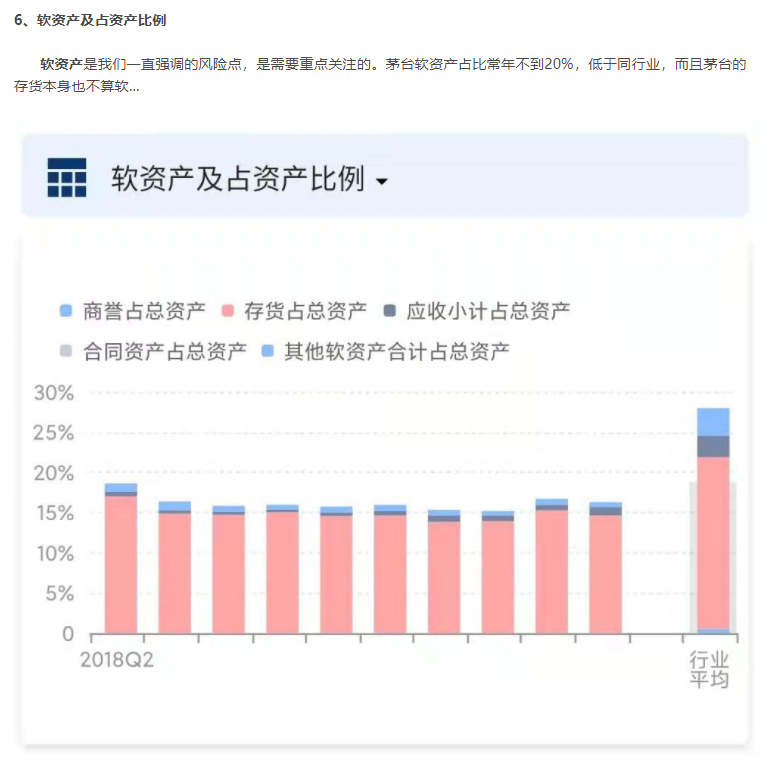 6、软资产及占资产比例
软资产是我们一直强调的风险点，是需要重点关注的。茅台软资产占比常年不到20%，低于同行业，而且茅台的
存货本身也不算软...
软资产及占资产比例
商誉占总资产 存货占总资产 应收小计占总资产
合同资产占总资产 其他软资产合计占总资产
30%
25%
20%
15%
10%
5%
0
2018Q2
行业
平均